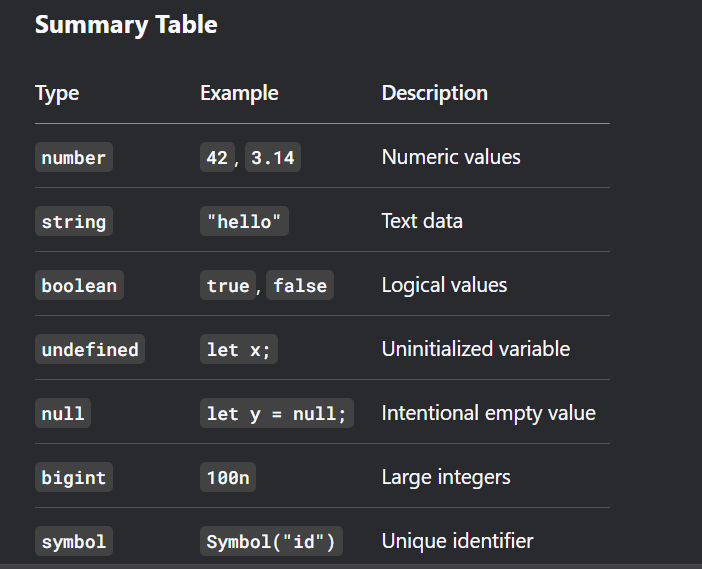 Summary Table
Type Example Description
number 42, 3.14 Numeric values
string "hello" Text data
boolean true, false Logical values
undefined let x; Uninitialized variable
null let y = null; Intentional empty value
bigint 100n Large integers
symbol Symbol("id") Unique identifier